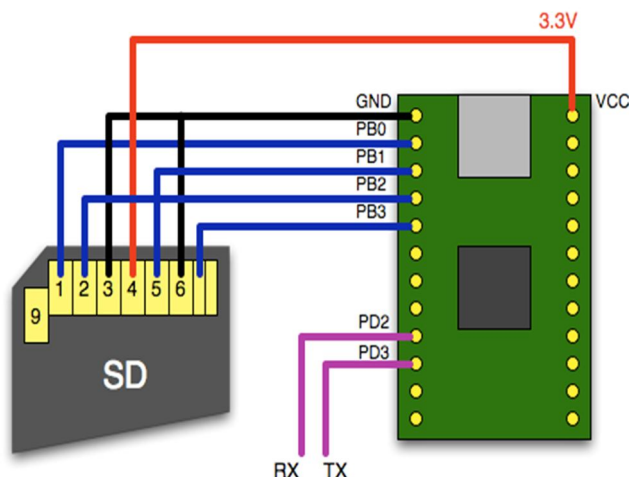 3.3V
GND
VCC
PB0
PB1
PB2
PB3
1 2 3 4 5 6
9
SD
PD2
PD3
RX TX